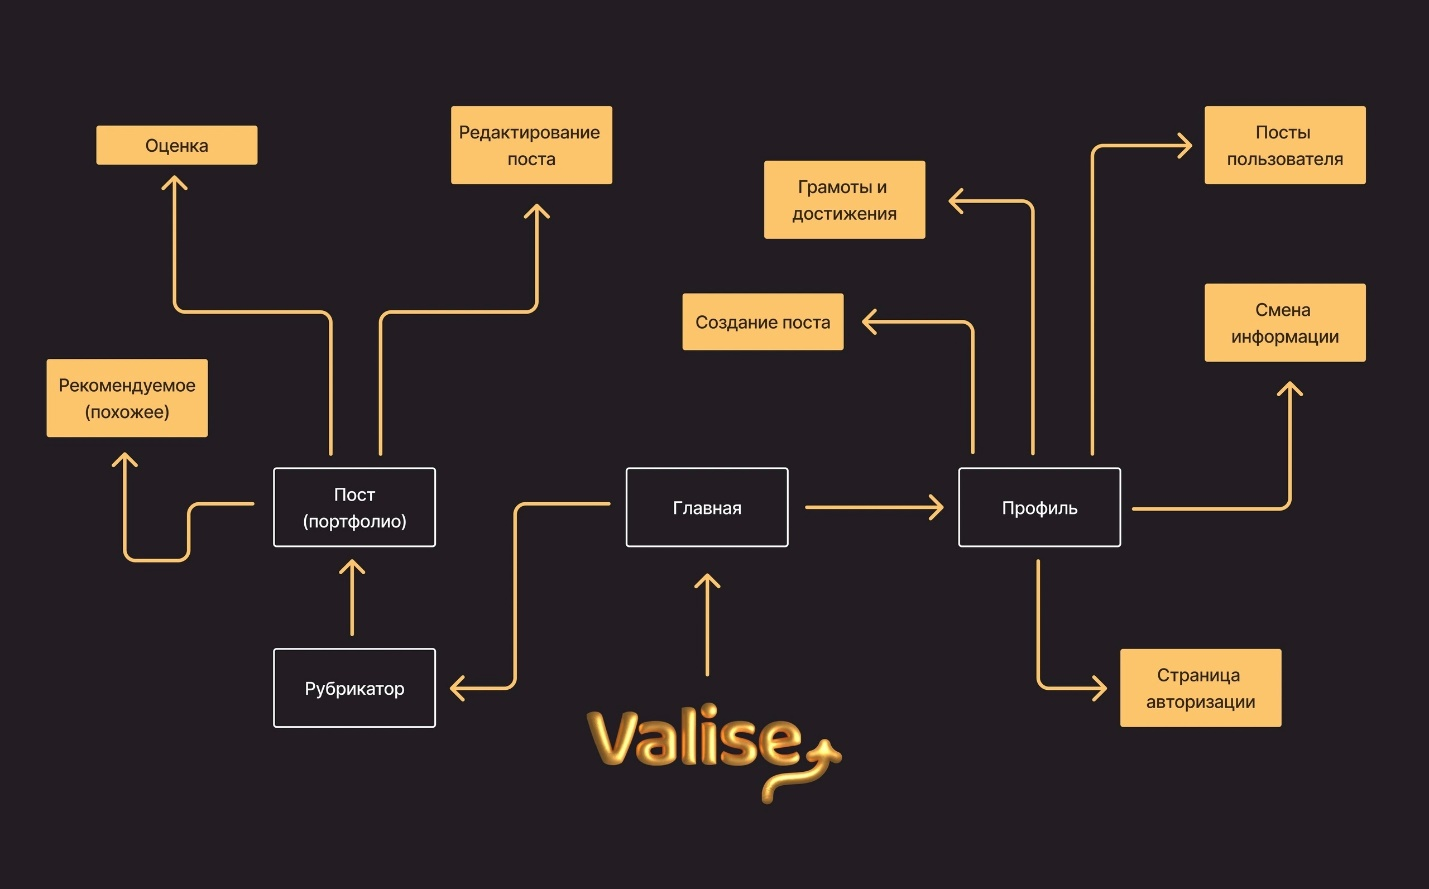 Оценка
Редактирование
поста
Грамоты и
достижения
Посты
пользователя
Создание поста
Смена
информации
Рекомендуемое
(похожее)
Пост
(портфолио)
Главная
Профиль
Рубрикатор
Страница
авторизации
Valise